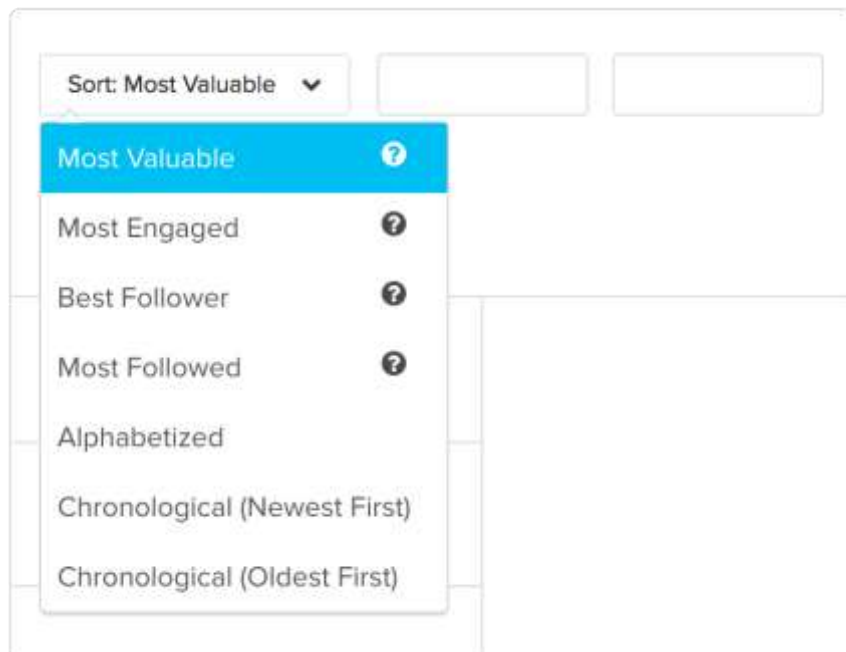 Sort: Most Valuable
Most Valuable ?
Most Engaged ?
Best Follower ?
Most Followed ?
Alphabetized
Chronological (Newest First)
Chronological (Oldest First)